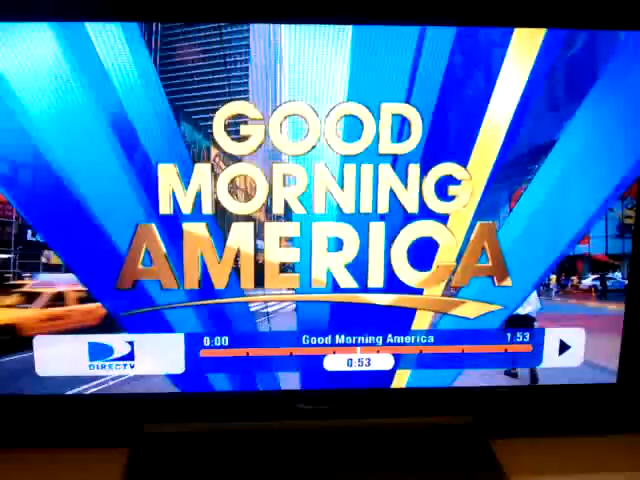 GOOD
MORNING
AMERICA
0:00 Good Morning America 1:53
DIRECTV
0:53